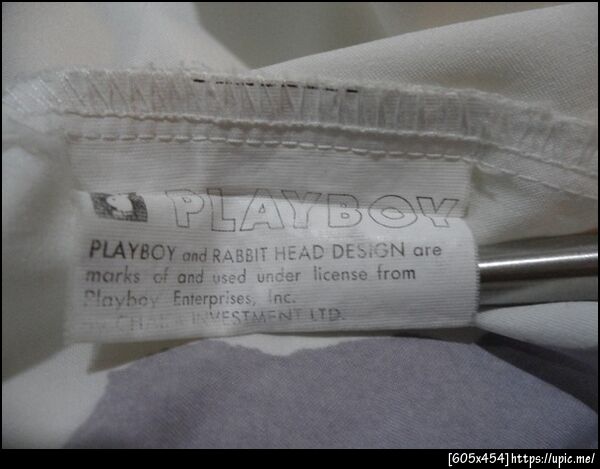 PLAYBOY
PLAYBOY and RABBIT HEAD DESIGN are
marks of and used under license from
Playboy Enterprises, Inc.
INVESTMENT LTD.
[605x454]https://upic.me/